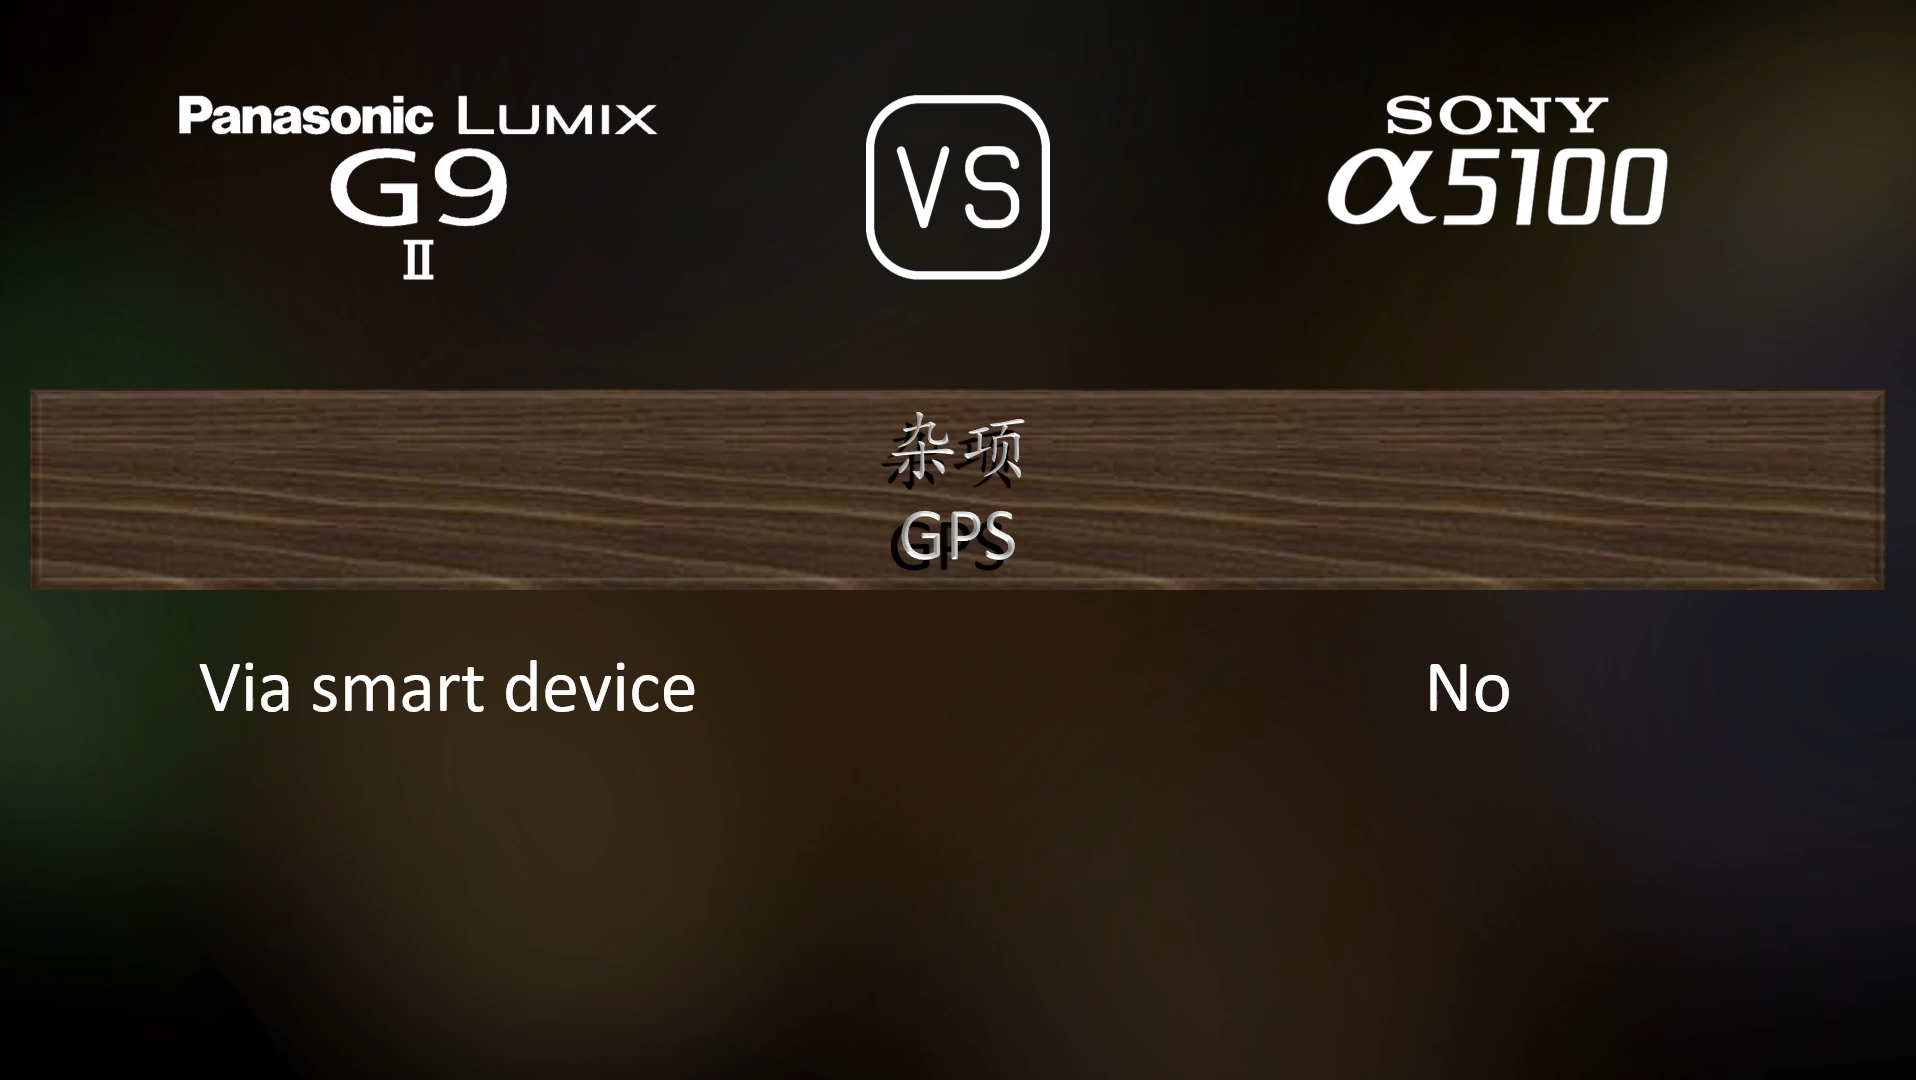 Panasonic LUMIX
G9
II
VS
SONY
α5100
杂项
GPS
Via smart device
No